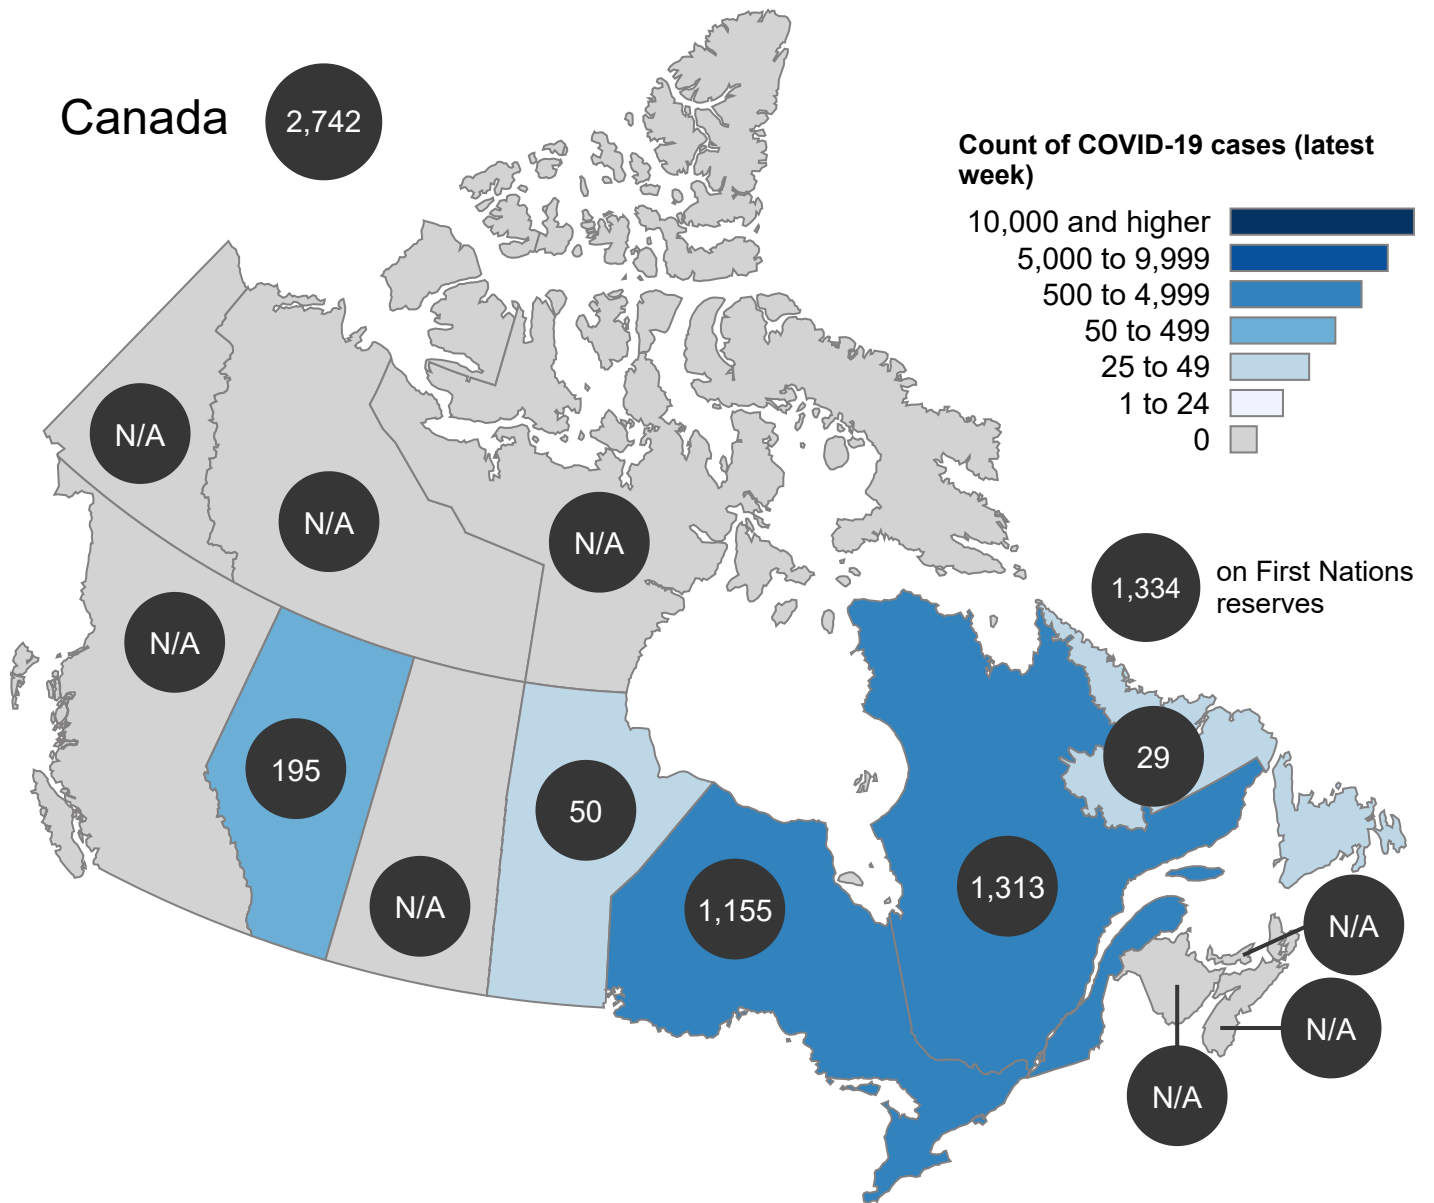 Canada
2,742
Count of COVID-19 cases (latest
week)
10,000 and higher
5,000 to 9,999
500 to 4,999
50 to 499
25 to 49
1 to 24
0
N/A
N/A
N/A
1,334
on First Nations
reserves
N/A
29
195
50
1,313
N/A
1,155
N/A
N/A
N/A